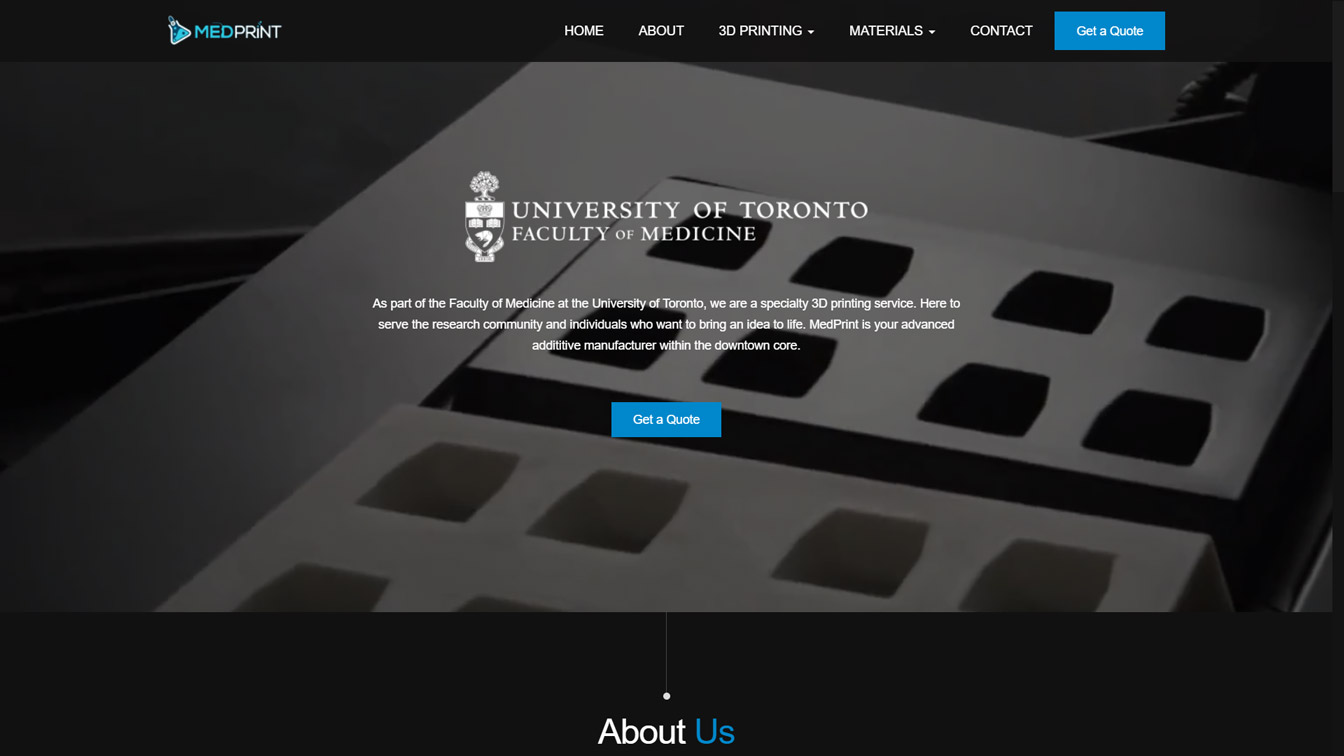 MEDPRINT
HOME ABOUT 3D PRINTING MATERIALS CONTACT Get a Quote
UNIVERSITY OF TORONTO
FACULTY OF MEDICINE
As part of the Faculty of Medicine at the University of Toronto, we are a specialty 3D printing service. Here to
serve the research community and individuals who want to bring an idea to life. MedPrint is your advanced
addititive manufacturer within the downtown core.
Get a Quote
About Us